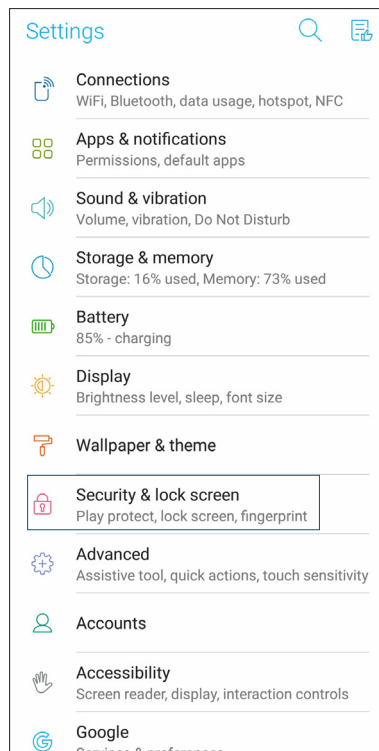 Settings
Connections
WiFi, Bluetooth, data usage, hotspot, NFC
Apps & notifications
Permissions, default apps
Sound & vibration
Volume, vibration, Do Not Disturb
Storage & memory
Storage: 16% used, Memory: 73% used
Battery
85% - charging
Display
Brightness level, sleep, font size
Wallpaper & theme
Security & lock screen
Play protect, lock screen, fingerprint
Advanced
Assistive tool, quick actions, touch sensitivity
Accounts
Accessibility
Screen reader, display, interaction controls
Google
Services & preferences